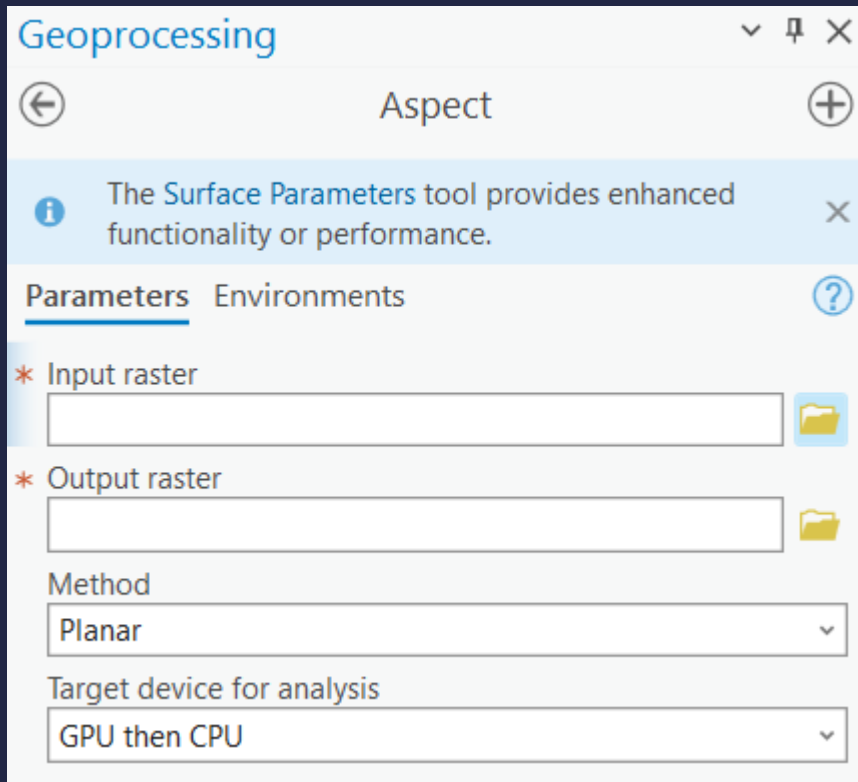 Geoprocessing
Aspect
The Surface Parameters tool provides enhanced
functionality or performance.
Parameters Environments
* Input raster
* Output raster
Method
Planar
Target device for analysis
GPU then CPU